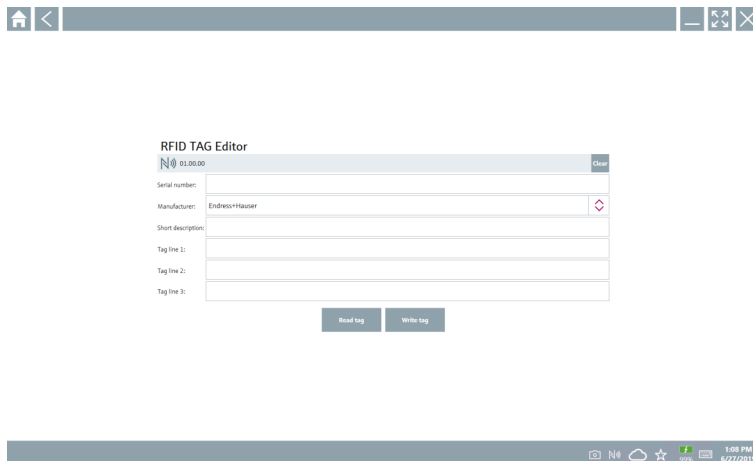 RFID TAG Editor
01.00.00 Clear
Serial number:
Manufacturer: Endress+Hauser
Short description:
Tag line 1:
Tag line 2:
Tag line 3:
Read tag Write tag
99%
1:08 PM